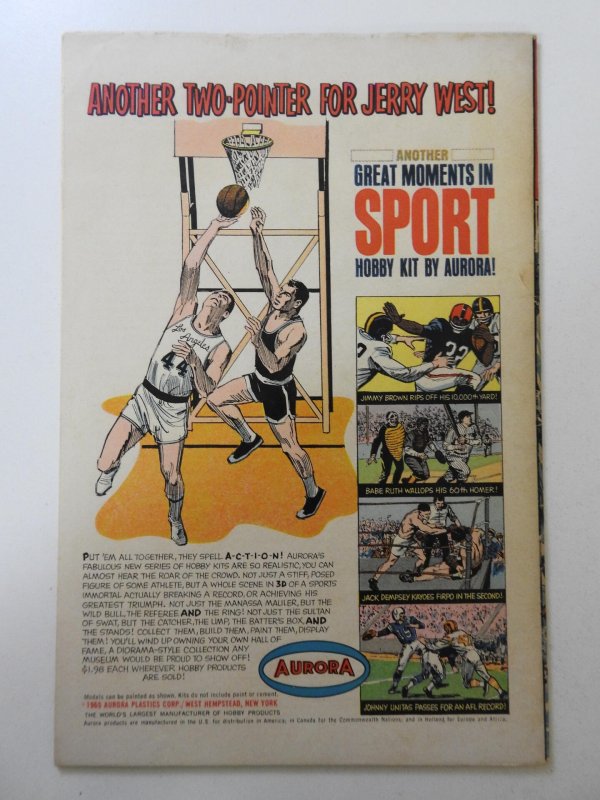 ANOTHER TWO-POINTER FOR JERRY WEST!
ANOTHER
GREAT MOMENTS IN
SPORT
HOBBY KIT BY AURORA!
Los
Angeles
44
32
JIMMY BROWN RIPS OFF HIS 10,000th YARD!
BABE RUTH WALLOPS HIS 60th HOMER!
JACK DEMPSEY KAYOES FIRPO IN THE SECOND!
JOHNNY UNITAS PASSES FOR AN AFL RECORD!
PUT 'EM ALL TOGETHER, THEY SPELL A-C-T-I-O-N! AURORA'S
FABULOUS NEW SERIES OF HOBBY KITS ARE SO REALISTIC, YOU CAN
ALMOST HEAR THE ROAR OF THE CROWD. NOT JUST A STIFF, POSED
FIGURE OF SOME ATHLETE, BUT A WHOLE SCENE IN 3D OF A SPORTS
IMMORTAL ACTUALLY BREAKING A RECORD, OR ACHIEVING HIS
GREATEST TRIUMPH. NOT JUST THE MANASSA MAULER, BUT THE
WILD BULL, THE REFEREE AND THE RING! NOT JUST THE SULTAN
OF SWAT, BUT THE CATCHER, THE UMP, THE BATTER'S BOX, AND
THE STANDS! COLLECT THEM, BUILD THEM, PAINT THEM, DISPLAY
THEM! YOU'LL WIND UP OWNING YOUR OWN HALL OF
FAME, A DIORAMA-STYLE COLLECTION ANY
MUSEUM WOULD BE PROUD TO SHOW OFF!
$1.98 EACH WHEREVER HOBBY PRODUCTS
ARE SOLD!
AURORA
Models can be painted as shown. Kits do not include paint or cement.
© 1965 AURORA PLASTICS CORP./WEST HEMPSTEAD, NEW YORK
THE WORLD'S LARGEST MANUFACTURER OF HOBBY PRODUCTS
Aurora products are manufactured in the U.S. for distribution in America, in Canada for the Commonwealth Nations, and in Holland, for Europe and Africa.